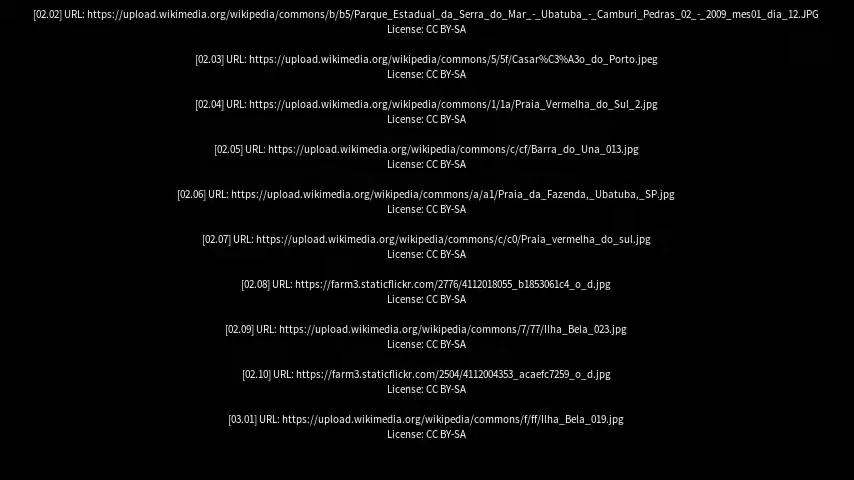 [02.02] URL: https://upload.wikimedia.org/wikipedia/commons/b/b5/Parque_Estadual_da_Serra_do_Mar_-_Ubatuba_-_Camburi_Pedras_02_-_2009_mes01_dia_12.JPG
License: CC BY-SA
[02.03] URL: https://upload.wikimedia.org/wikipedia/commons/5/5f/Casar%C3%A3o_do_Porto.jpeg
License: CC BY-SA
[02.04] URL: https://upload.wikimedia.org/wikipedia/commons/1/1a/Praia_Vermelha_do_Sul_2.jpg
License: CC BY-SA
[02.05] URL: https://upload.wikimedia.org/wikipedia/commons/c/cf/Barra_do_Una_013.jpg
License: CC BY-SA
[02.06] URL: https://upload.wikimedia.org/wikipedia/commons/a/a1/Praia_da_Fazenda,_Ubatuba,_SP.jpg
License: CC BY-SA
[02.07] URL: https://upload.wikimedia.org/wikipedia/commons/c/c0/Praia_vermelha_do_sul.jpg
License: CC BY-SA
[02.08] URL: https://farm3.staticflickr.com/2776/4112018055_b1853061c4_o_d.jpg
License: CC BY-SA
[02.09] URL: https://upload.wikimedia.org/wikipedia/commons/7/77/Ilha_Bela_023.jpg
License: CC BY-SA
[02.10] URL: https://farm3.staticflickr.com/2504/4112004353_acaefc7259_o_d.jpg
License: CC BY-SA
[03.01] URL: https://upload.wikimedia.org/wikipedia/commons/f/ff/Ilha_Bela_019.jpg
License: CC BY-SA